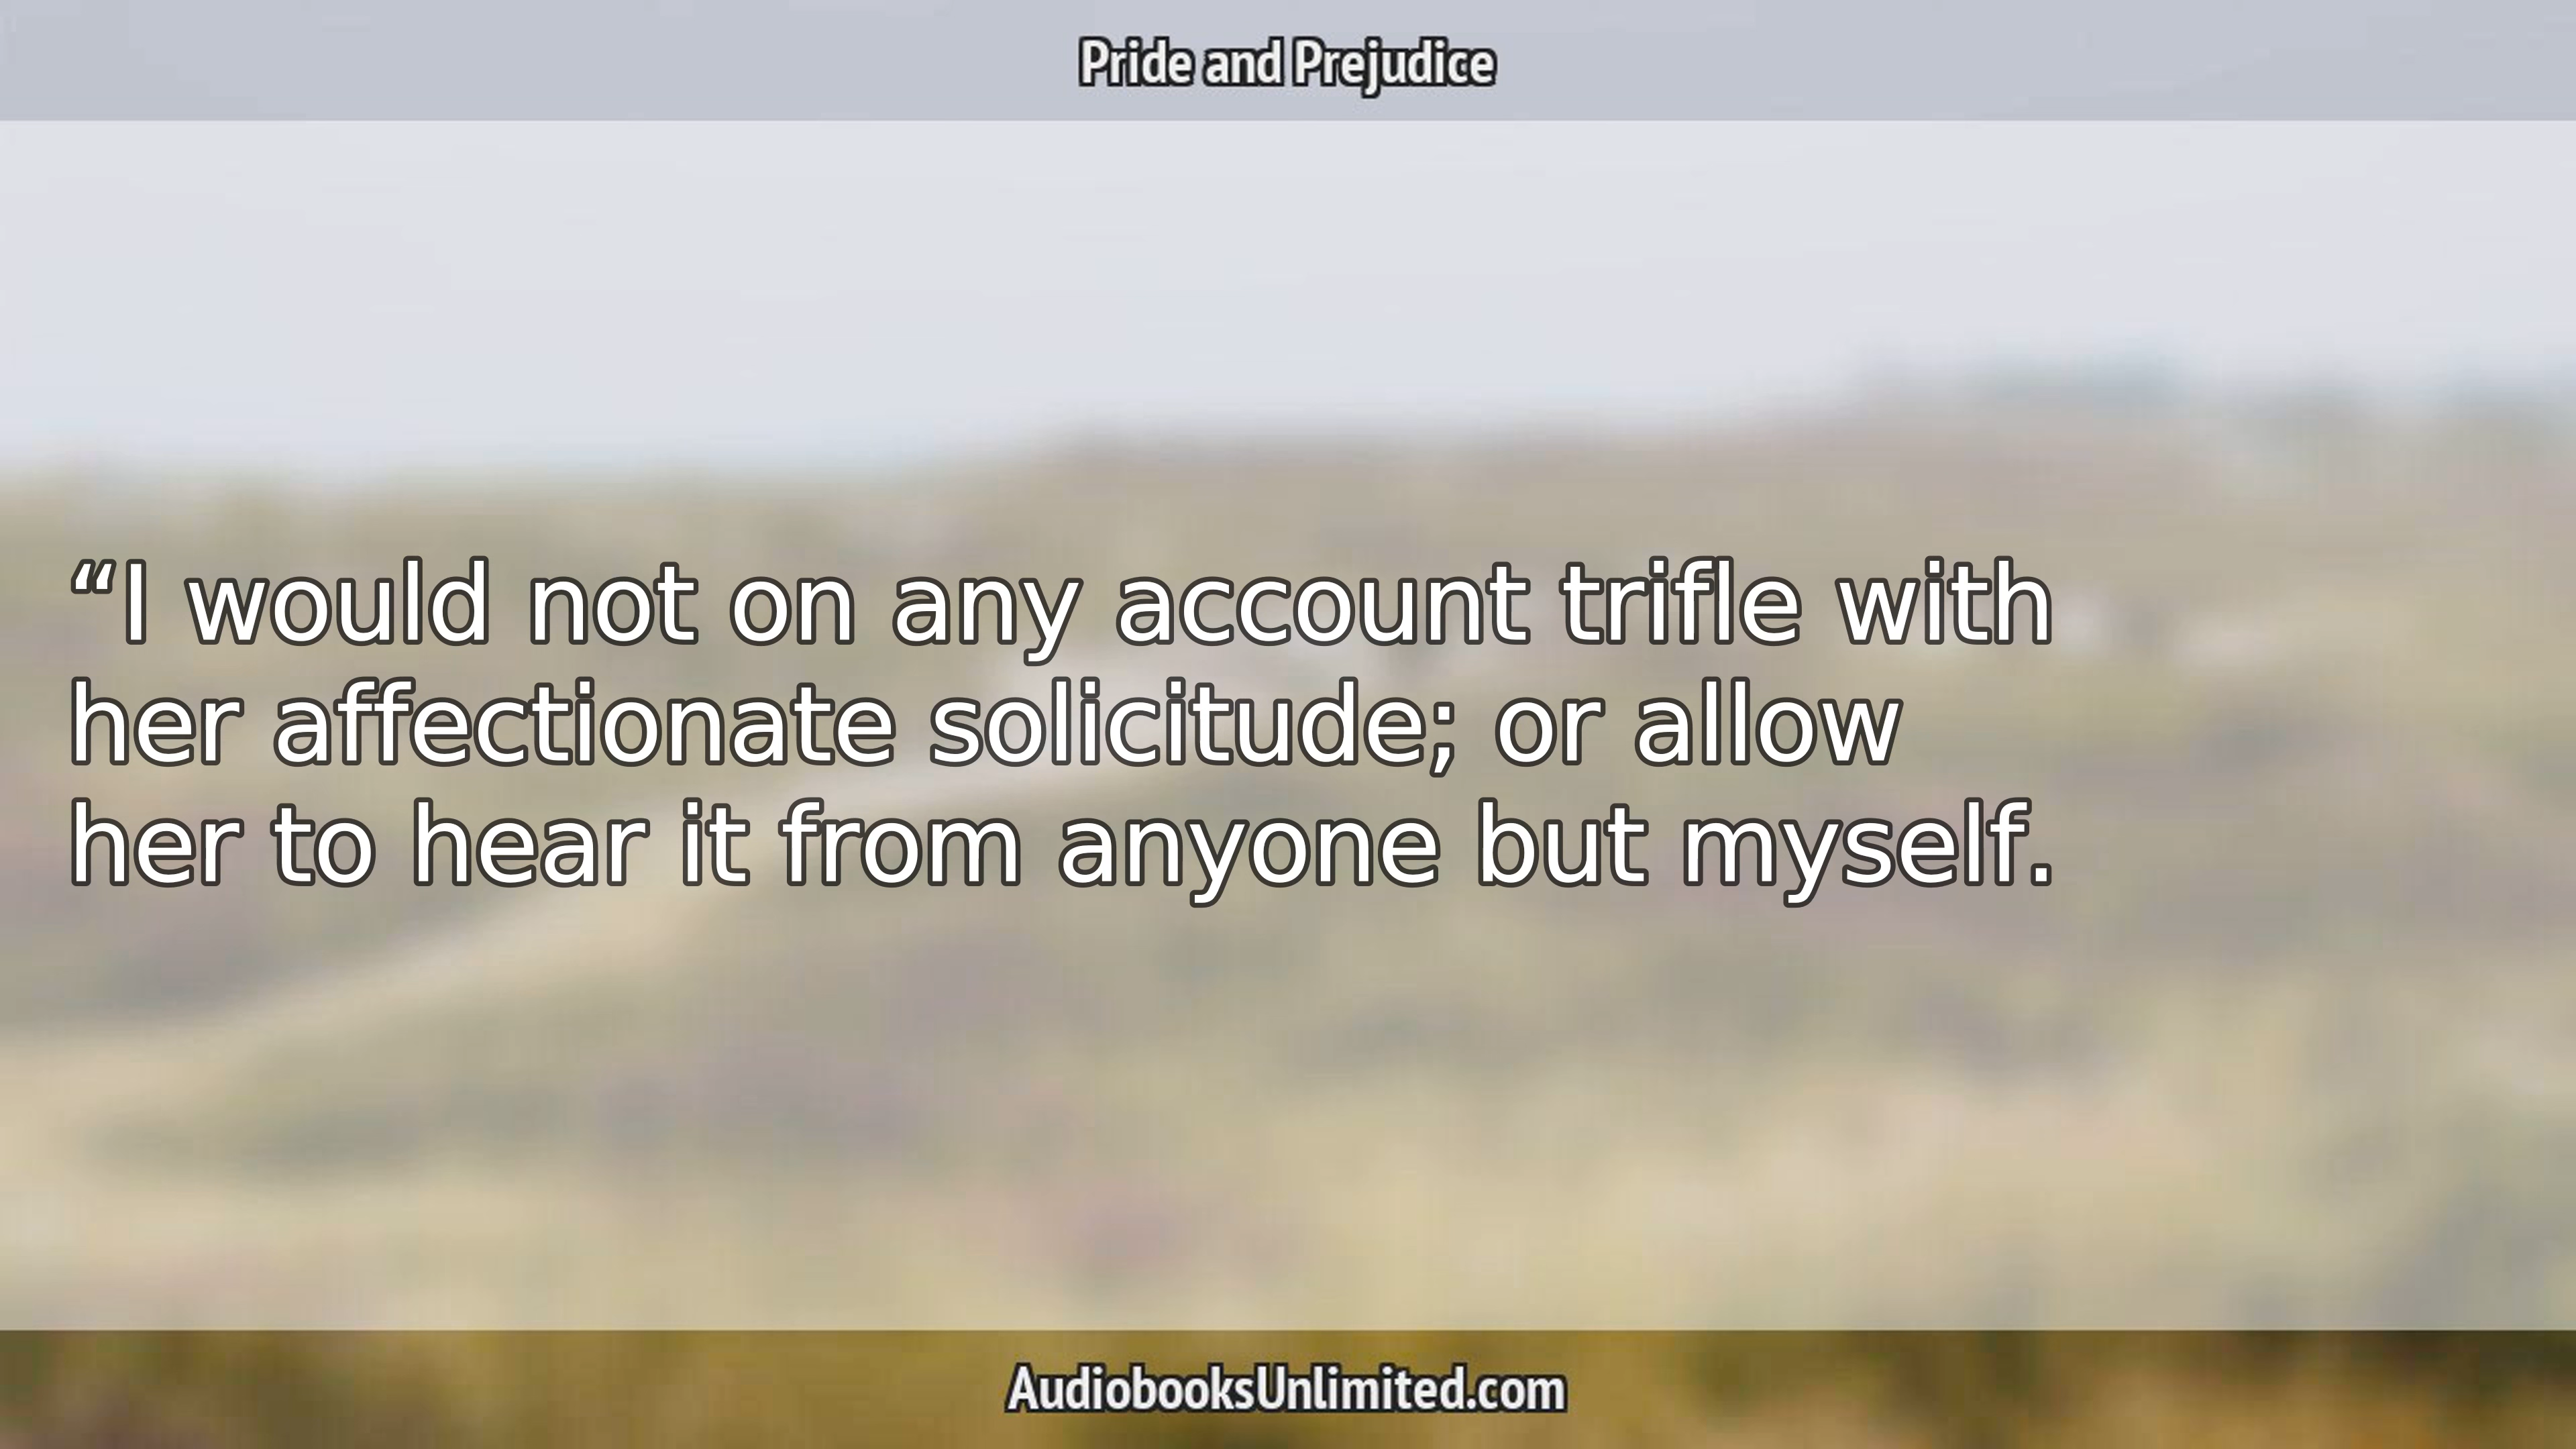 Pride and Prejudice
“I would not on any account trifle with
her affectionate solicitude; or allow
her to hear it from anyone but myself.
AudiobooksUnlimited.com